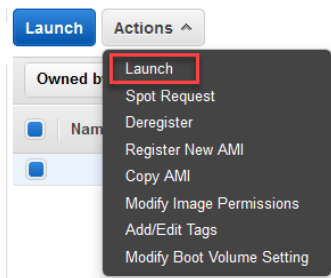 Launch Actions
Owned b
Nam
Launch
Spot Request
Deregister
Register New AMI
Copy AMI
Modify Image Permissions
Add/Edit Tags
Modify Boot Volume Setting